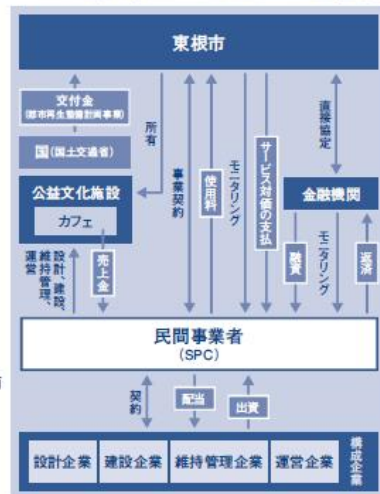 東根市
交付金
(都市再生整備計画事業)
国(国土交通省)
所有
公益文化施設
カフェ
設計、建設、
維持管理、
運営
売上金
事業契約
使用料
モニタリング
サービス対価の支払
直接協定
金融機関
融資
モニタリング
返済
民間事業者
(SPC)
契約
配当
出資
設計企業
建設企業
維持管理企業
運営企業
構成企業